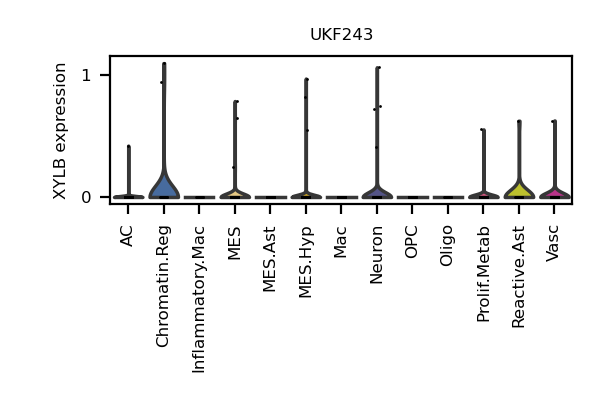 UKF243
XYLB expression
1
0
AC
Chromatin.Reg
Inflammatory.Mac
MES
MES.Ast
MES.Hyp
Mac
Neuron
OPC
Oligo
Prolif.Metab
Reactive.Ast
Vasc